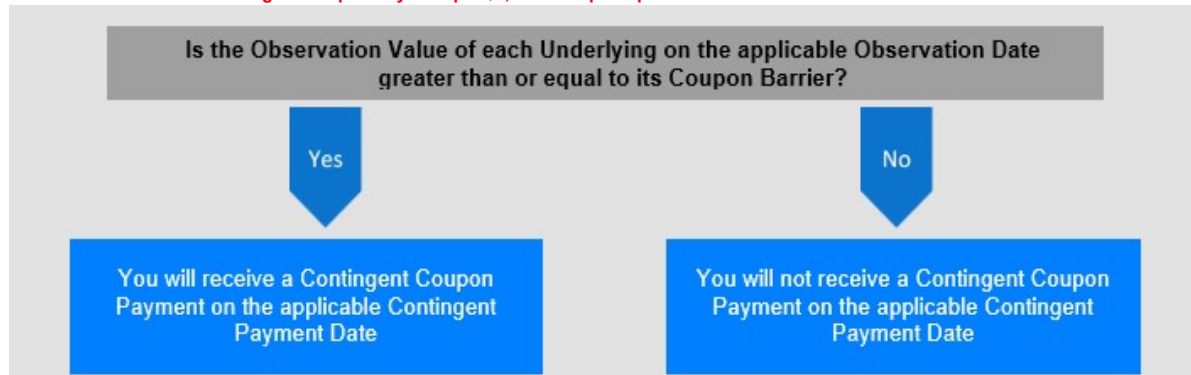 Is the Observation Value of each Underlying on the applicable Observation Date
greater than or equal to its Coupon Barrier?
Yes
No
You will receive a Contingent Coupon
Payment on the applicable Contingent
Payment Date
You will not receive a Contingent Coupon
Payment on the applicable Contingent
Payment Date